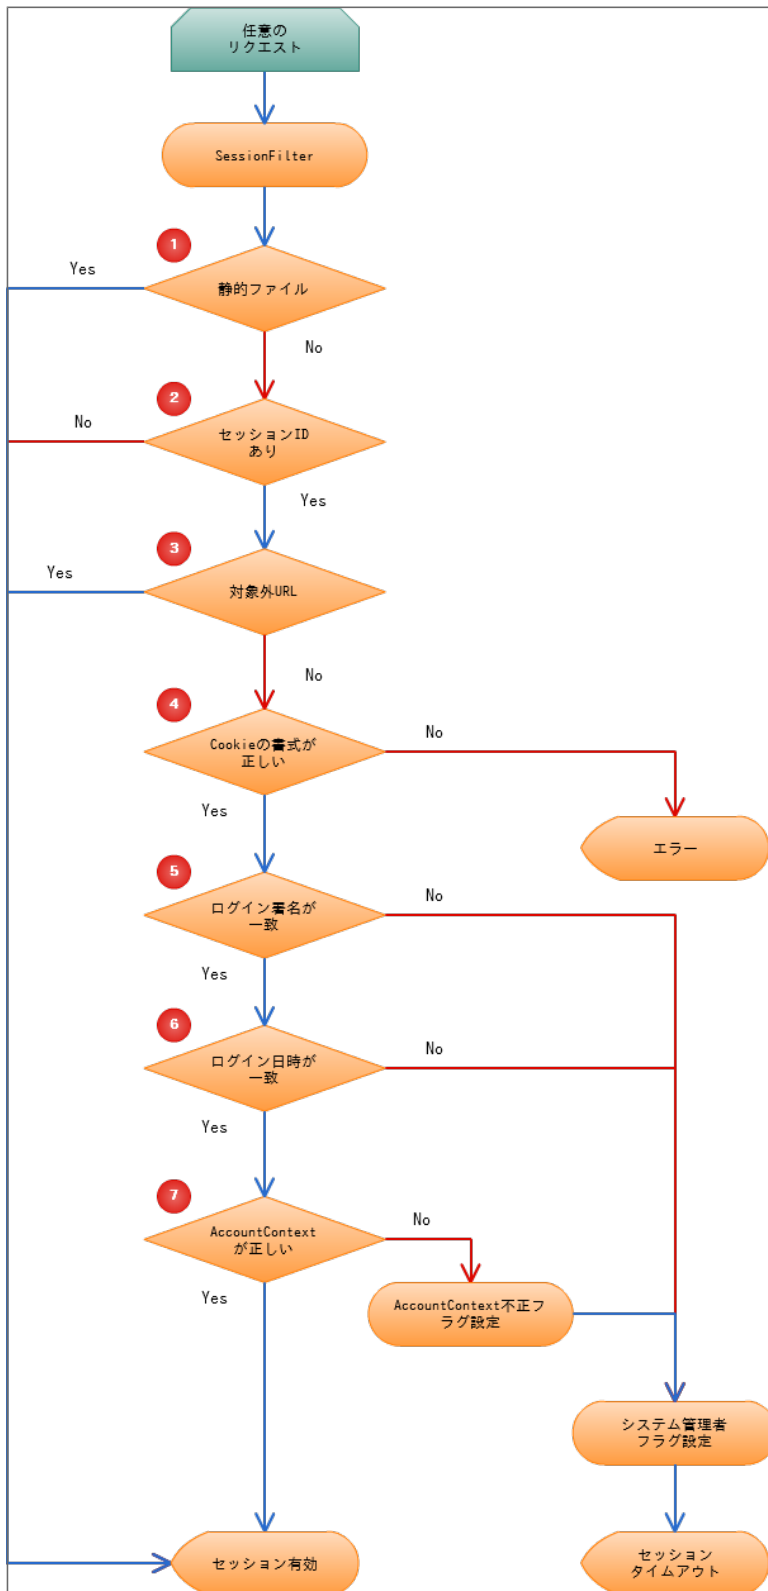 任意の
リクエスト
SessionFilter
1
Yes
静的ファイル
No
2
No
セッションID
あり
Yes
3
Yes
対象外URL
No
4
Cookieの書式が
正しい
No
Yes
エラー
5
ログイン署名が
一致
No
Yes
6
ログイン日時が
一致
No
Yes
7
AccountContext
が正しい
No
Yes
AccountContext不正フ
ラグ設定
システム管理者
フラグ設定
セッション有効
セッション
タイムアウト